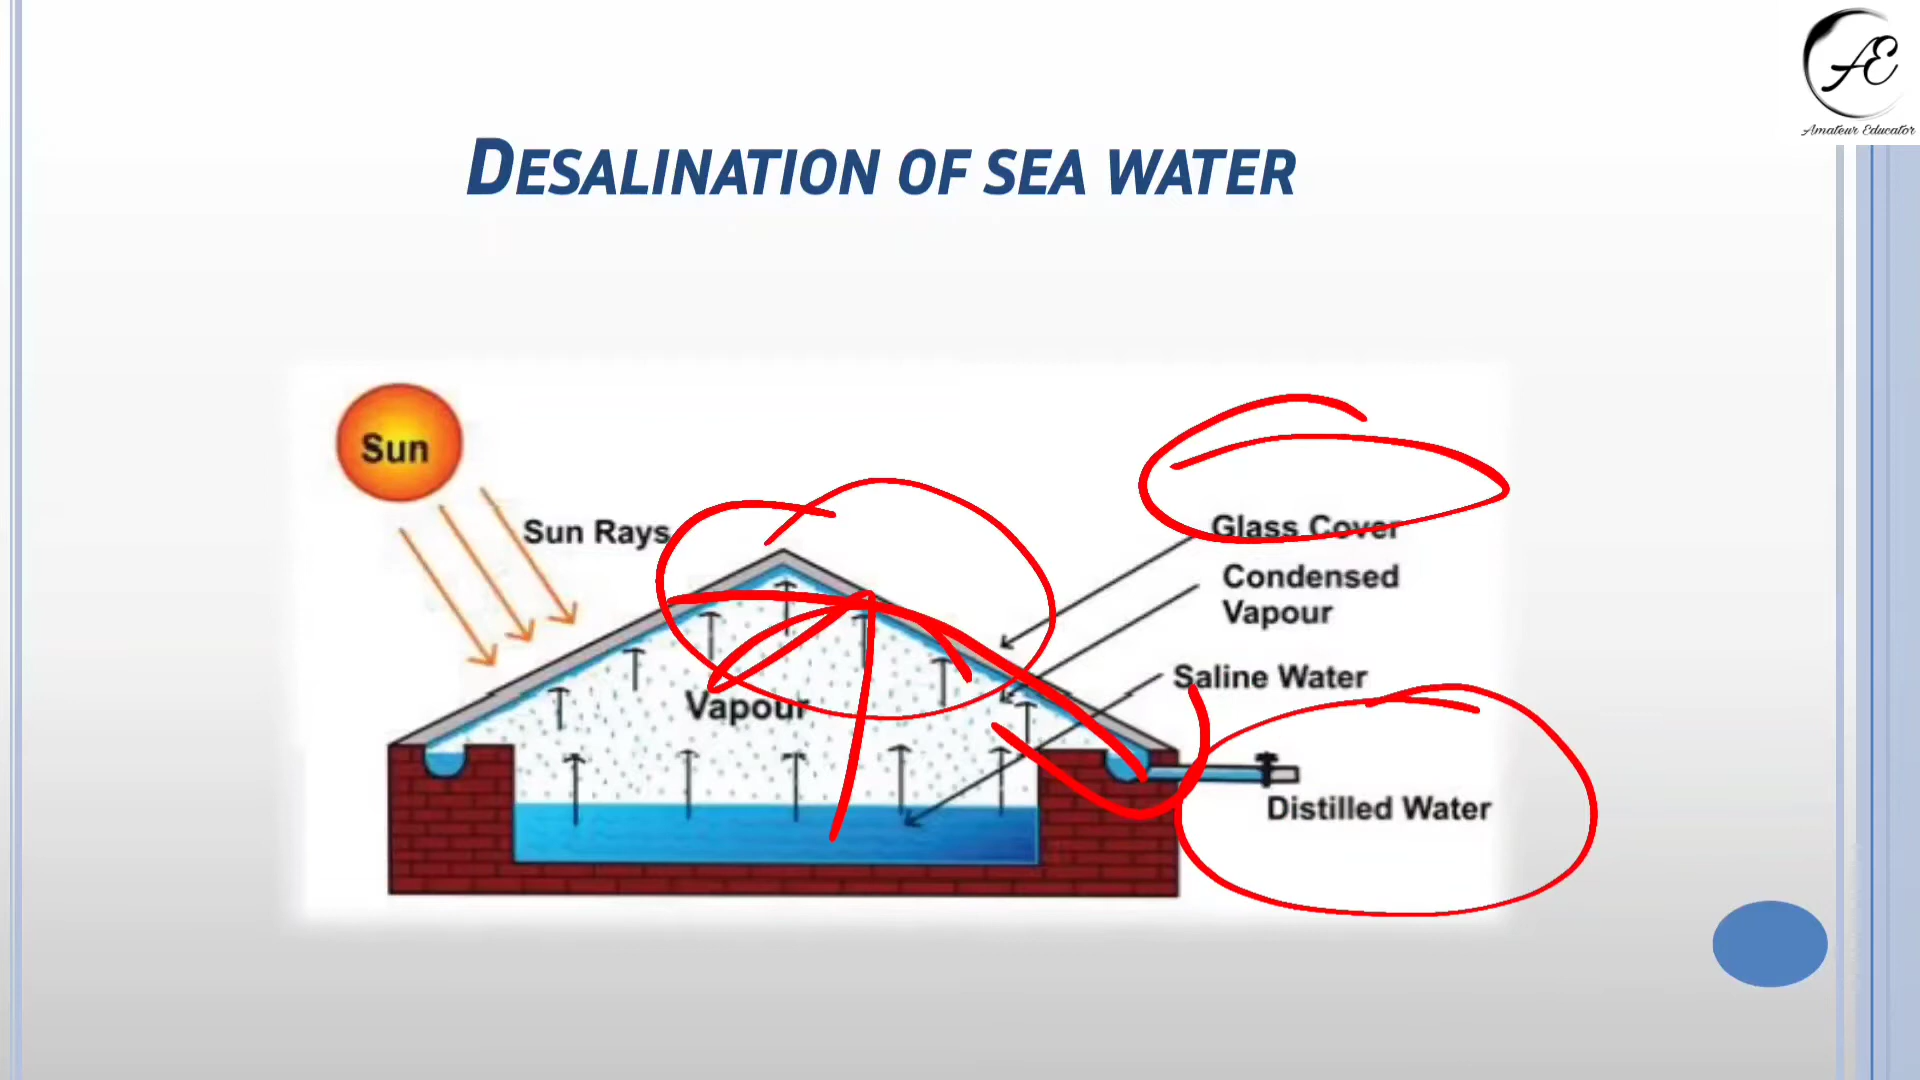 AE
Amateur Educator
DESALINATION OF SEA WATER
Sun
Sun Rays
Glass Cover
Condensed
Vapour
Saline Water
Vapour
Distilled Water